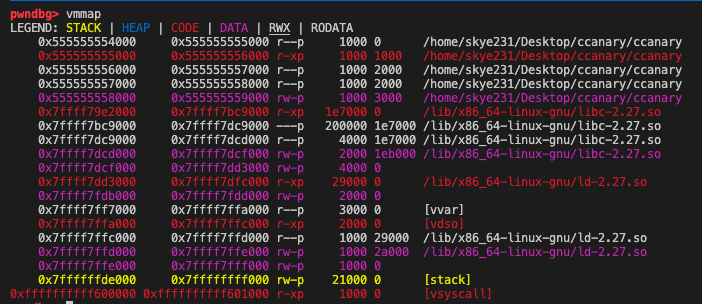 pwndbg> vmmap
LEGEND: STACK | HEAP | CODE | DATA | RWX | RODATA
0x555555554000 0x555555555000 r--p 1000 0 /home/skye231/Desktop/ccanary/ccanary
0x555555555000 0x555555556000 r-xp 1000 1000 /home/skye231/Desktop/ccanary/ccanary
0x555555556000 0x555555557000 r--p 1000 2000 /home/skye231/Desktop/ccanary/ccanary
0x555555557000 0x555555558000 r--p 1000 2000 /home/skye231/Desktop/ccanary/ccanary
0x555555558000 0x555555559000 rw-p 1000 3000 /home/skye231/Desktop/ccanary/ccanary
0x7ffff79e2000 0x7ffff7bc9000 r-xp 1e7000 0 /lib/x86_64-linux-gnu/libc-2.27.so
0x7ffff7bc9000 0x7ffff7dc9000 ---p 200000 1e7000 /lib/x86_64-linux-gnu/libc-2.27.so
0x7ffff7dc9000 0x7ffff7dcd000 r--p 4000 1e7000 /lib/x86_64-linux-gnu/libc-2.27.so
0x7ffff7dcd000 0x7ffff7dcf000 rw-p 2000 1eb000 /lib/x86_64-linux-gnu/libc-2.27.so
0x7ffff7dcf000 0x7ffff7dd3000 rw-p 4000 0
0x7ffff7dd3000 0x7ffff7dfc000 r-xp 29000 0 /lib/x86_64-linux-gnu/ld-2.27.so
0x7ffff7fdb000 0x7ffff7fdd000 rw-p 2000 0
0x7ffff7ff7000 0x7ffff7ffa000 r--p 3000 0 [vvar]
0x7ffff7ffa000 0x7ffff7ffc000 r-xp 2000 0 [vdso]
0x7ffff7ffc000 0x7ffff7ffd000 r--p 1000 29000 /lib/x86_64-linux-gnu/ld-2.27.so
0x7ffff7ffd000 0x7ffff7ffe000 rw-p 1000 2a000 /lib/x86_64-linux-gnu/ld-2.27.so
0x7ffff7ffe000 0x7ffff7fff000 rw-p 1000 0
0x7ffffffde000 0x7ffffffff000 rw-p 21000 0 [stack]
0xffffffffff600000 0xffffffffff601000 r-xp 1000 0 [vsyscall]